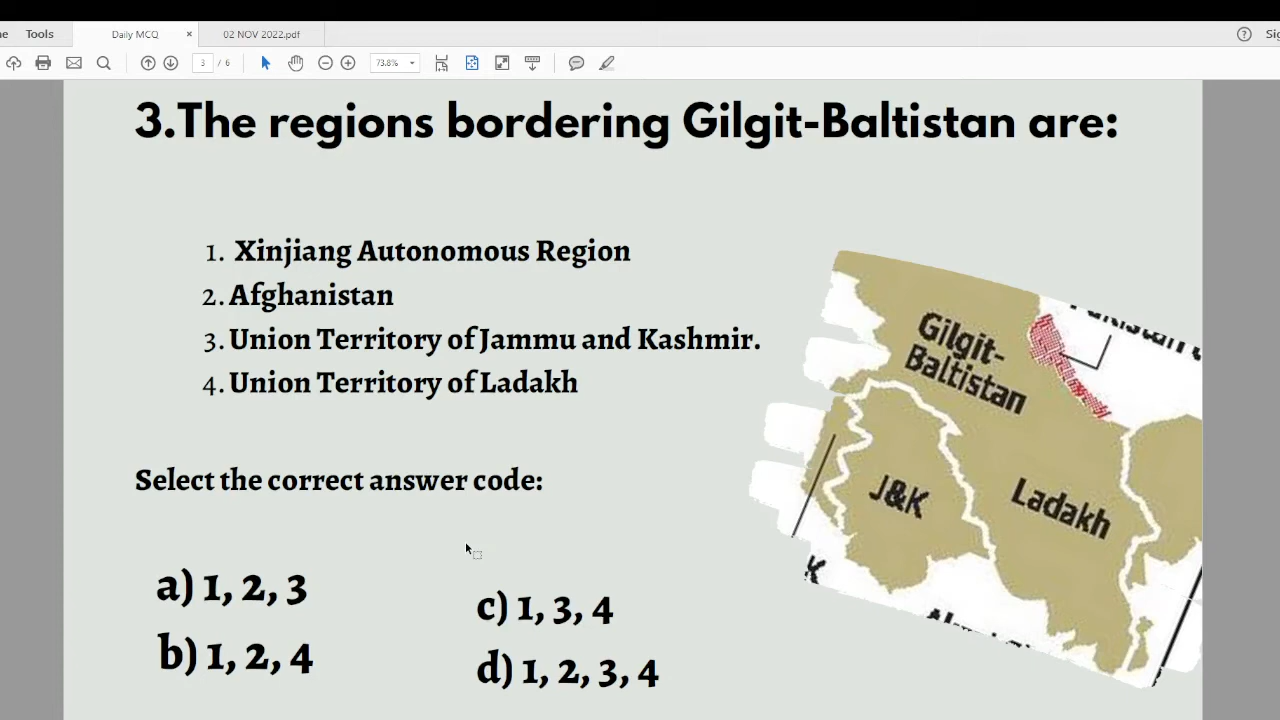 Tools
Daily MCQ
×
02 NOV 2022.pdf
?
3 / 6
73.8%
3.The regions bordering Gilgit-Baltistan are:
1. Xinjiang Autonomous Region
2. Afghanistan
3. Union Territory of Jammu and Kashmir.
4. Union Territory of Ladakh
Gilgit-
Baltistan
J&K
Ladakh
Select the correct answer code:
a) 1, 2, 3
b) 1, 2, 4
c) 1, 3, 4
d) 1, 2, 3, 4